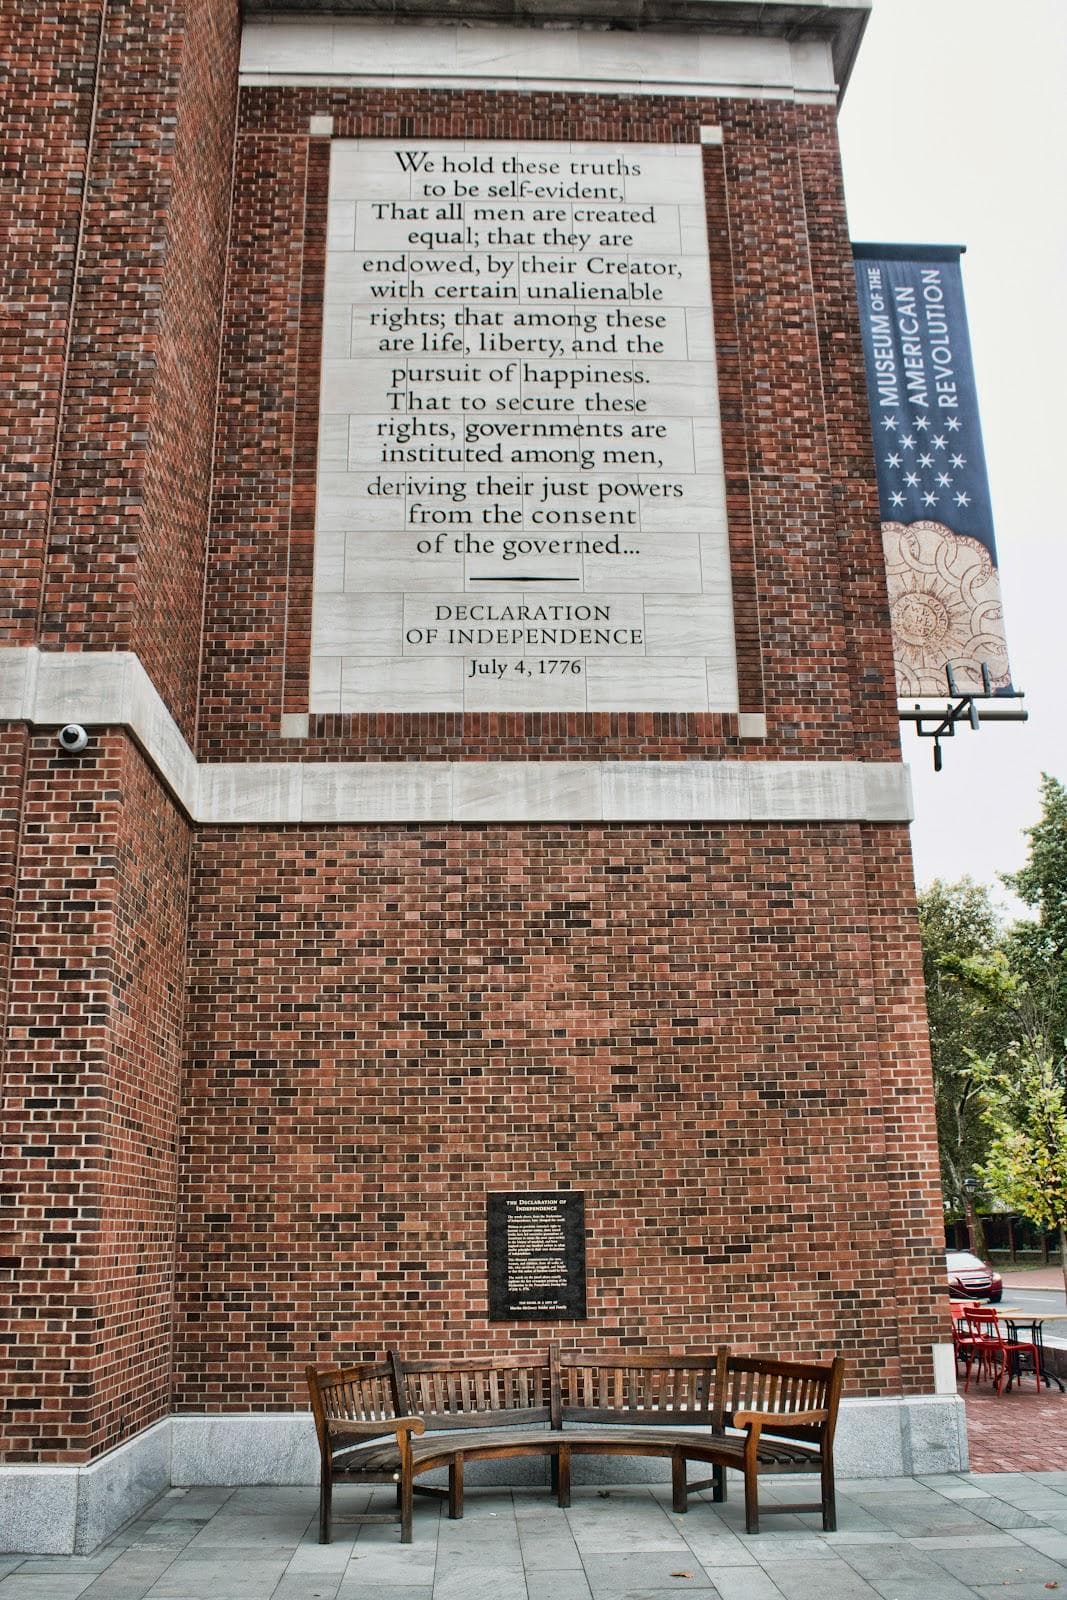 We hold these truths
to be self-evident,
That all men are created
equal; that they are
endowed, by their Creator,
with certain unalienable
rights; that among these
are life, liberty, and the
pursuit of happiness.
That to secure these
rights, governments are
instituted among men,
deriving their just powers
from the consent
of the governed...
DECLARATION
OF INDEPENDENCE
July 4, 1776
MUSEUM OF THE
AMERICAN
REVOLUTION
THE DECLARATION OF
INDEPENDENCE